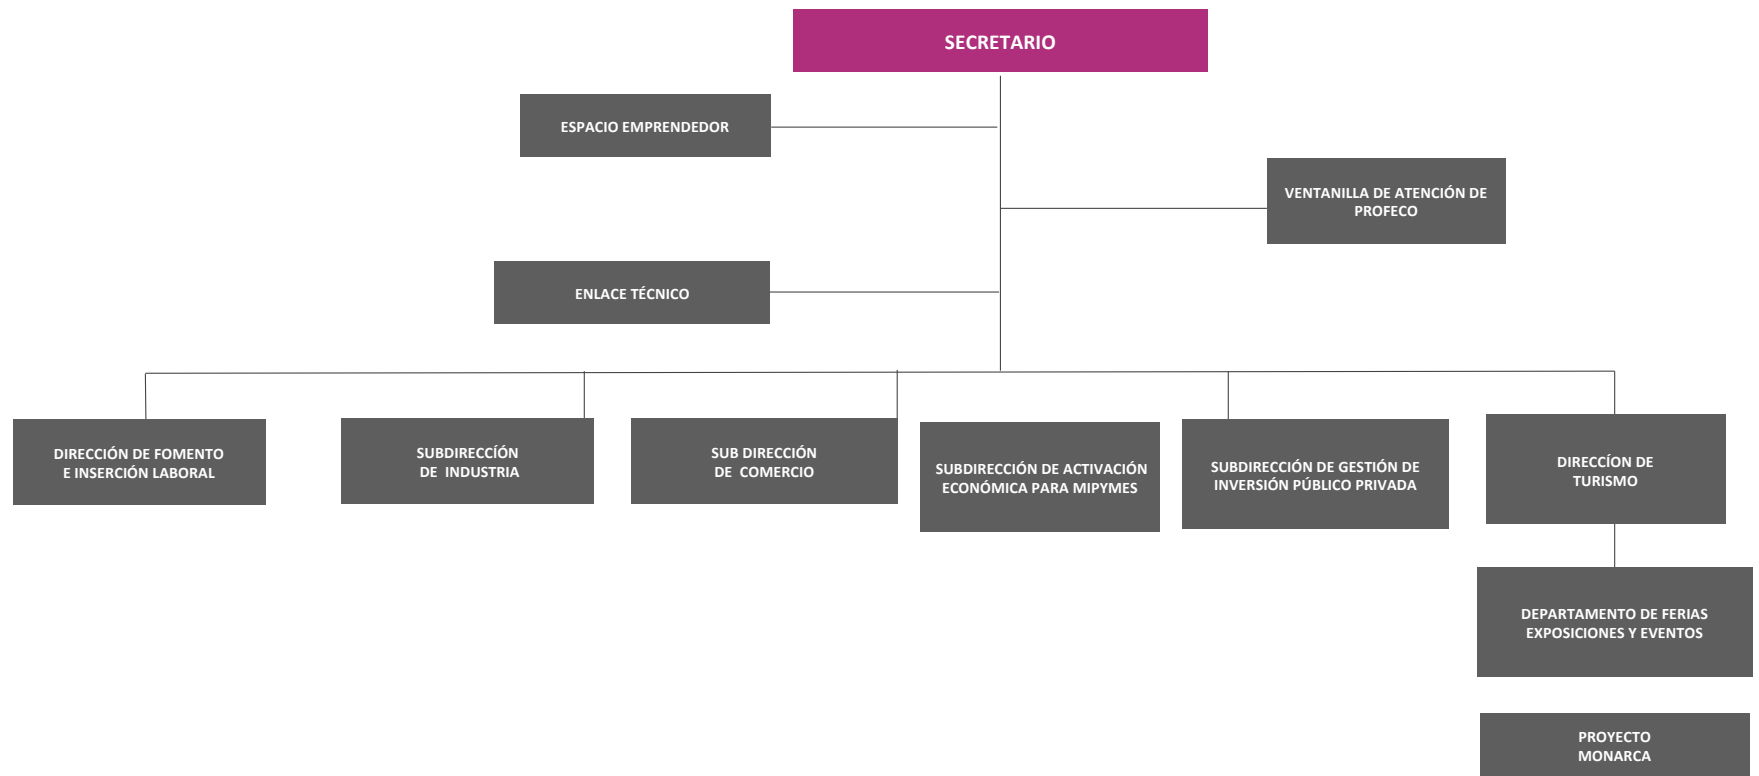 SECRETARIO
ESPACIO EMPRENDEDOR
VENTANILLA DE ATENCIÓN DE
PROFECO
ENLACE TÉCNICO
DIRECCIÓN DE FOMENTO
E INSERCIÓN LABORAL
SUBDIRECCÍÓN
DE INDUSTRIA
SUB DIRECCIÓN
DE COMERCIO
SUBDIRECCIÓN DE ACTIVACIÓN
ECONÓMICA PARA MIPYMES
SUBDIRECCIÓN DE GESTIÓN DE
INVERSIÓN PÚBLICO PRIVADA
DIRECCÍON DE
TURISMO
DEPARTAMENTO DE FERIAS
EXPOSICIONES Y EVENTOS
PROYECTO
MONARCA